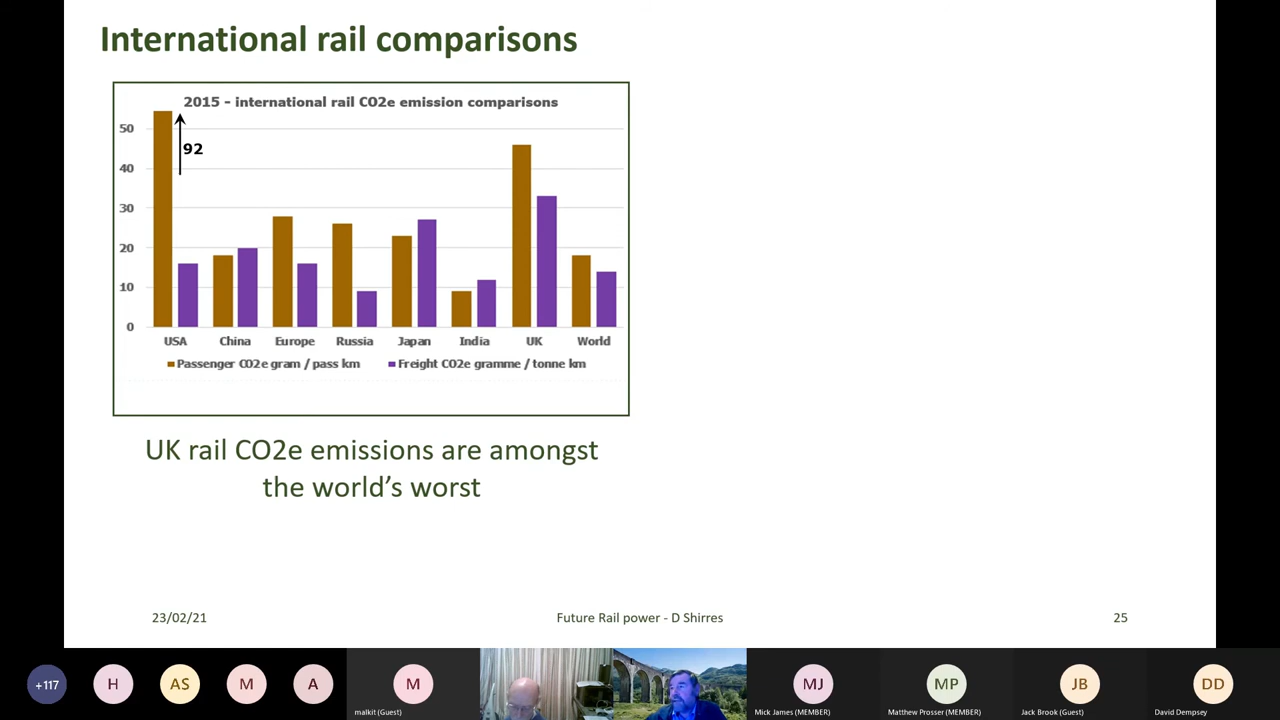 International rail comparisons
2015 - international rail CO2e emission comparisons
50
92
40
30
20
10
0
USA China Europe Russia Japan India UK World
Passenger CO2e gram / pass km Freight CO2e gramme / tonne km
UK rail CO2e emissions are amongst
the world's worst
23/02/21 Future Rail power - D Shirres 25
+117 H AS M A M MJ MP JB DD
malkit (Guest) Mick James (MEMBER) Matthew Prosser (MEMBER) Jack Brook (Guest) David Dempsey